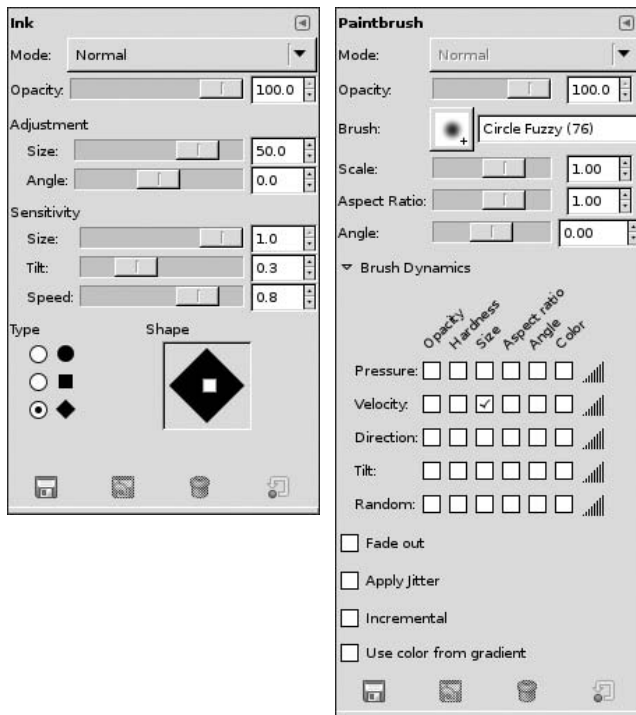 Ink
Mode: Normal
Opacity: 100.0
Adjustment
Size: 50.0
Angle: 0.0
Sensitivity
Size: 1.0
Tilt: 0.3
Speed: 0.8
Type Shape
Paintbrush
Mode: Normal
Opacity: 100.0
Brush: Circle Fuzzy (76)
Scale: 1.00
Aspect Ratio: 1.00
Angle: 0.00
Brush Dynamics
Opacity Hardness Size Aspect ratio Angle Color
Pressure:
Velocity:
Direction:
Tilt:
Random:
Fade out
Apply Jitter
Incremental
Use color from gradient